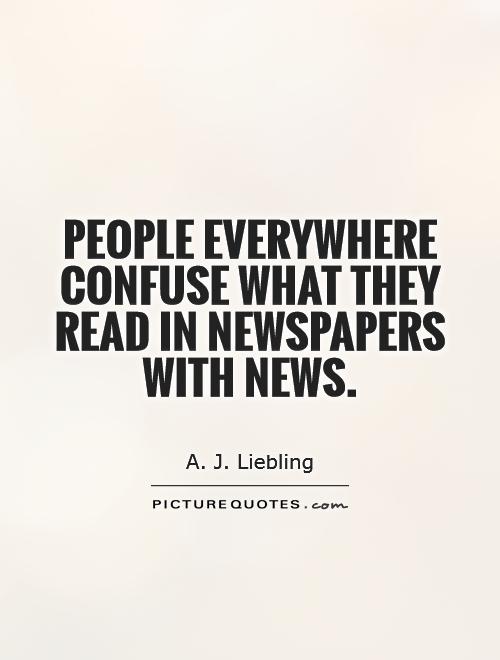 PEOPLE EVERYWHERE
CONFUSE WHAT THEY
READ IN NEWSPAPERS
WITH NEWS.
A. J. Liebling
PICTUREQUOTES.com